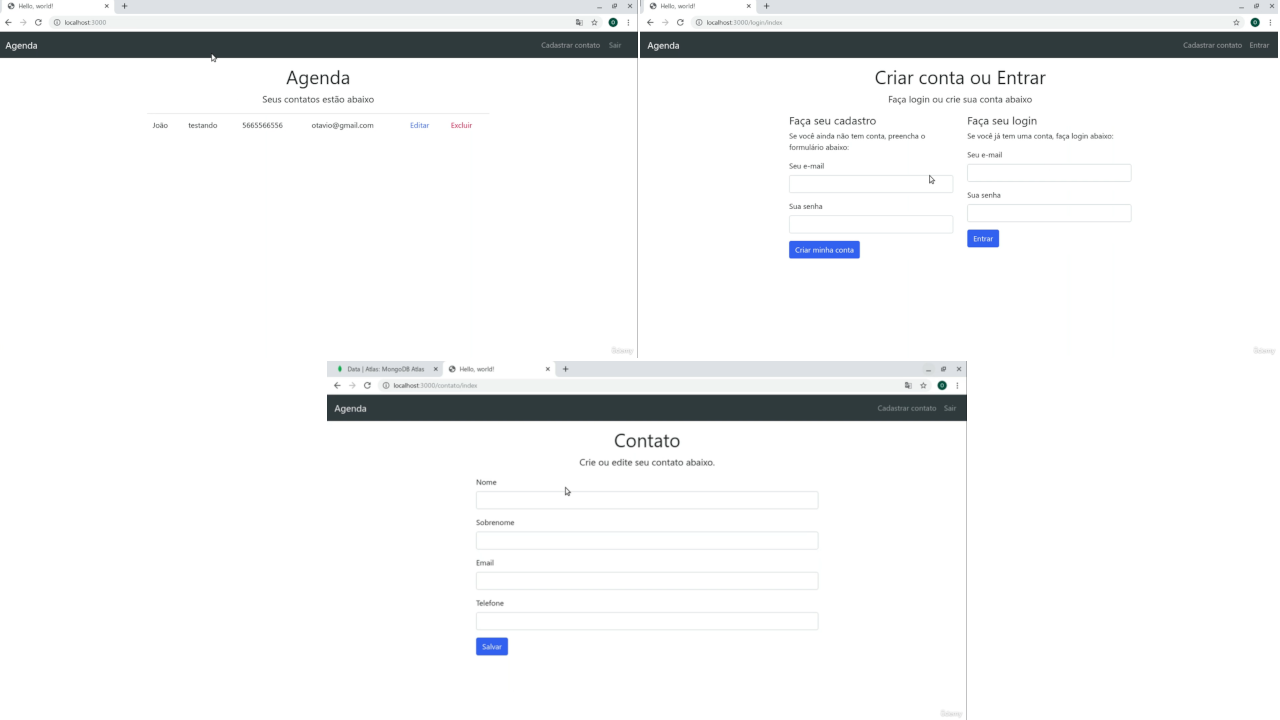 Hello, world!
localhost:3000
Agenda
Cadastrar contato Sair
Agenda
Seus contatos estão abaixo
João testando 5665566556 otavio@gmail.com Editar Excluir
Udemy
Hello, world!
localhost:3000/login/index
Agenda
Cadastrar contato Entrar
Criar conta ou Entrar
Faça login ou crie sua conta abaixo
Faça seu cadastro
Se você ainda não tem conta, preencha o
formulário abaixo:
Seu e-mail
Sua senha
Criar minha conta
Faça seu login
Se você já tem uma conta, faça login abaixo:
Seu e-mail
Sua senha
Entrar
Udemy
Data | Atlas: MongoDB Atlas
Hello, world!
localhost:3000/contato/index
Agenda
Cadastrar contato Sair
Contato
Crie ou edite seu contato abaixo.
Nome
Sobrenome
Email
Telefone
Salvar
Udemy